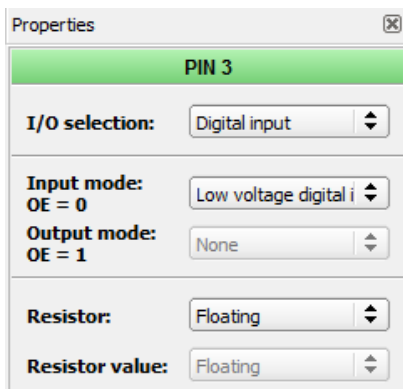 Properties
PIN 3
I/O selection: Digital input
Input mode:
OE = 0
Low voltage digital i
Output mode:
OE = 1
None
Resistor: Floating
Resistor value: Floating